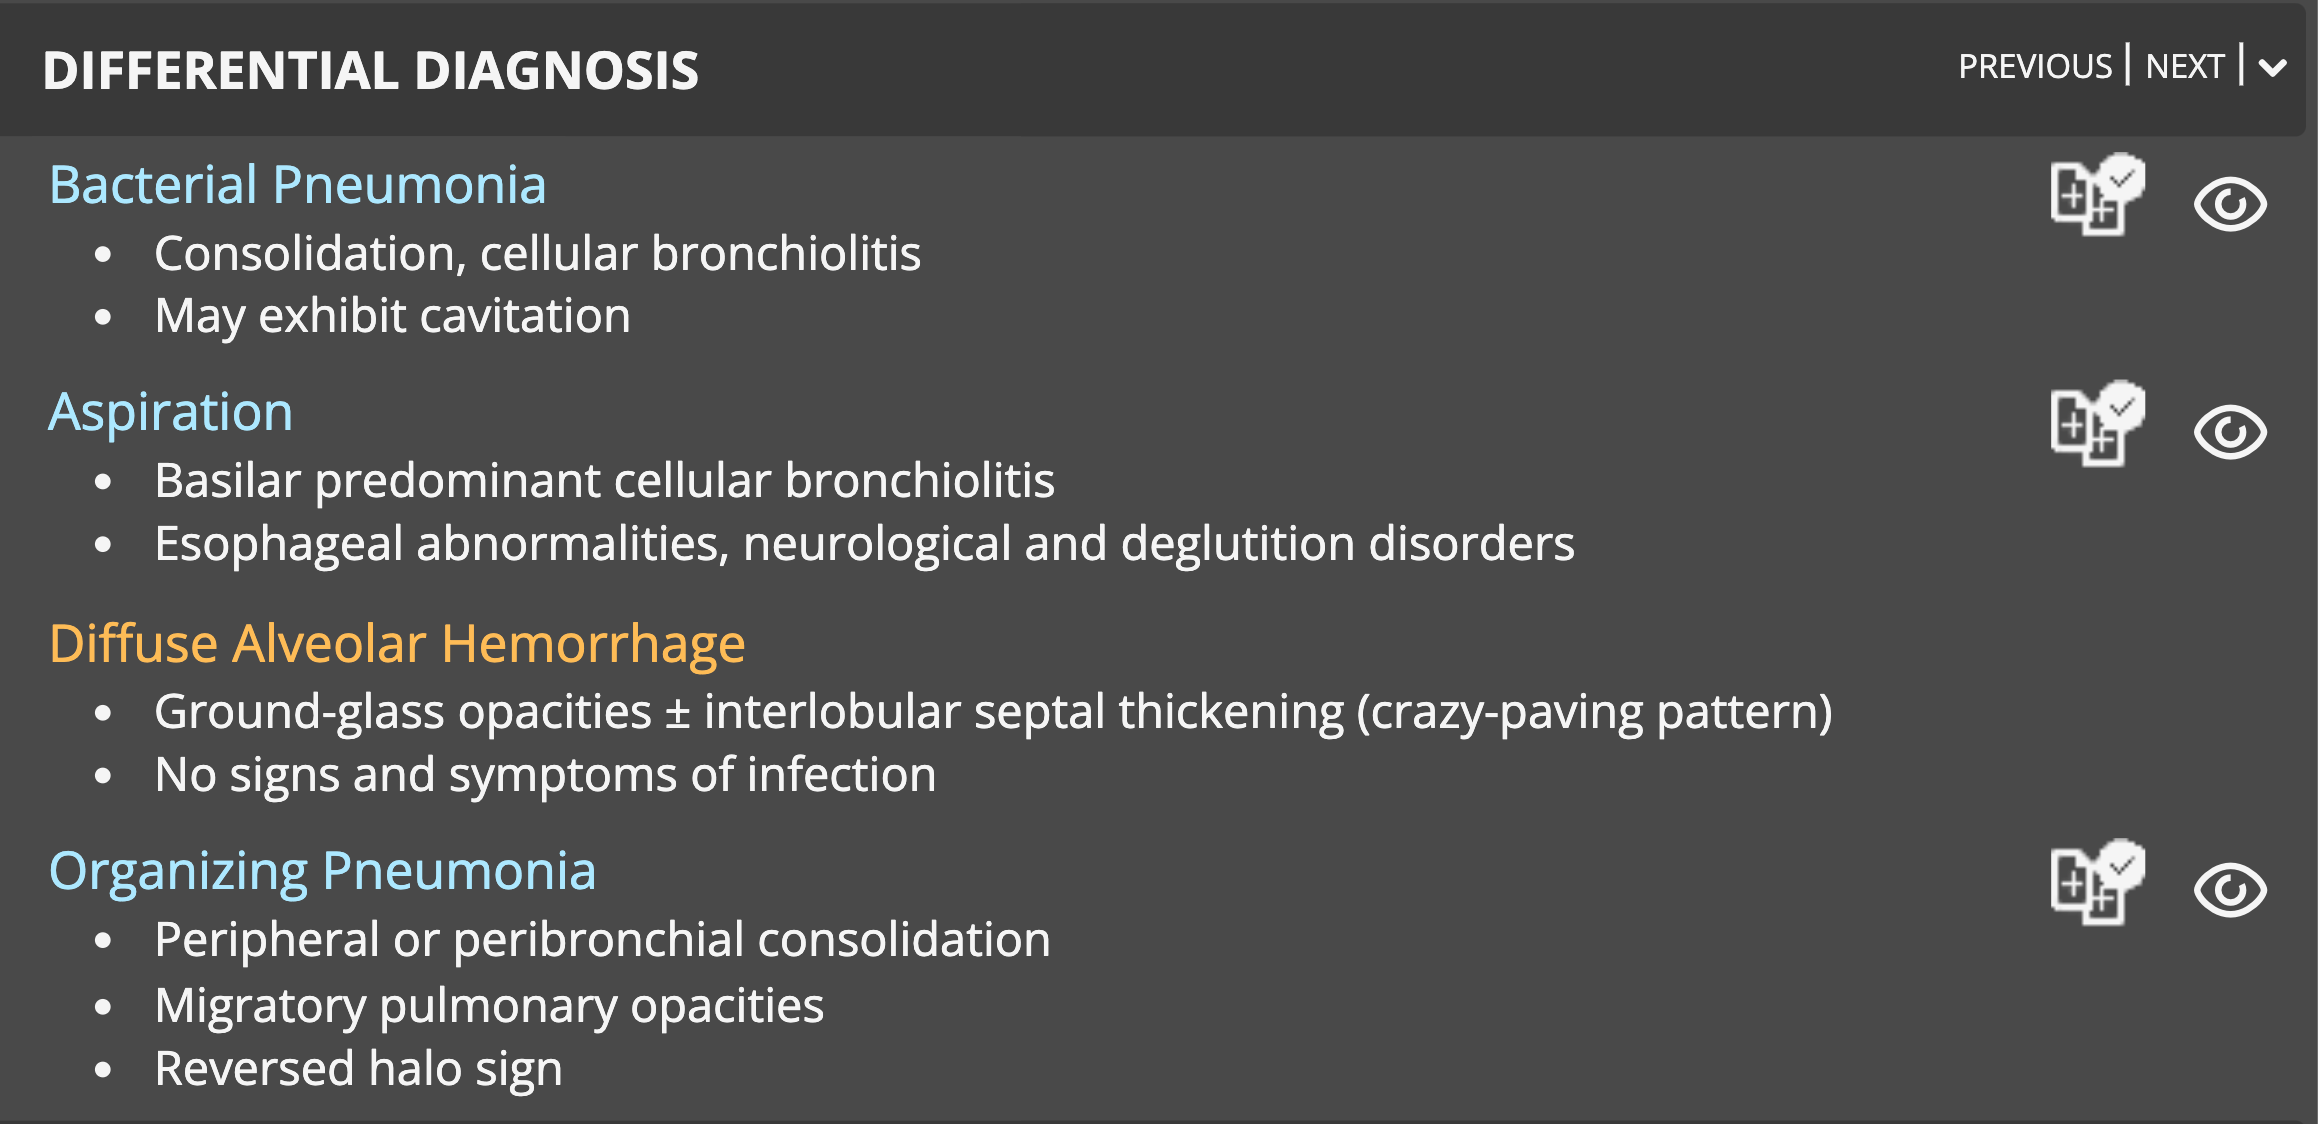 DIFFERENTIAL DIAGNOSIS
PREVIOUS | NEXT |
Bacterial Pneumonia
• Consolidation, cellular bronchiolitis
• May exhibit cavitation
Aspiration
• Basilar predominant cellular bronchiolitis
• Esophageal abnormalities, neurological and deglutition disorders
Diffuse Alveolar Hemorrhage
• Ground-glass opacities ± interlobular septal thickening (crazy-paving pattern)
• No signs and symptoms of infection
Organizing Pneumonia
• Peripheral or peribronchial consolidation
• Migratory pulmonary opacities
• Reversed halo sign